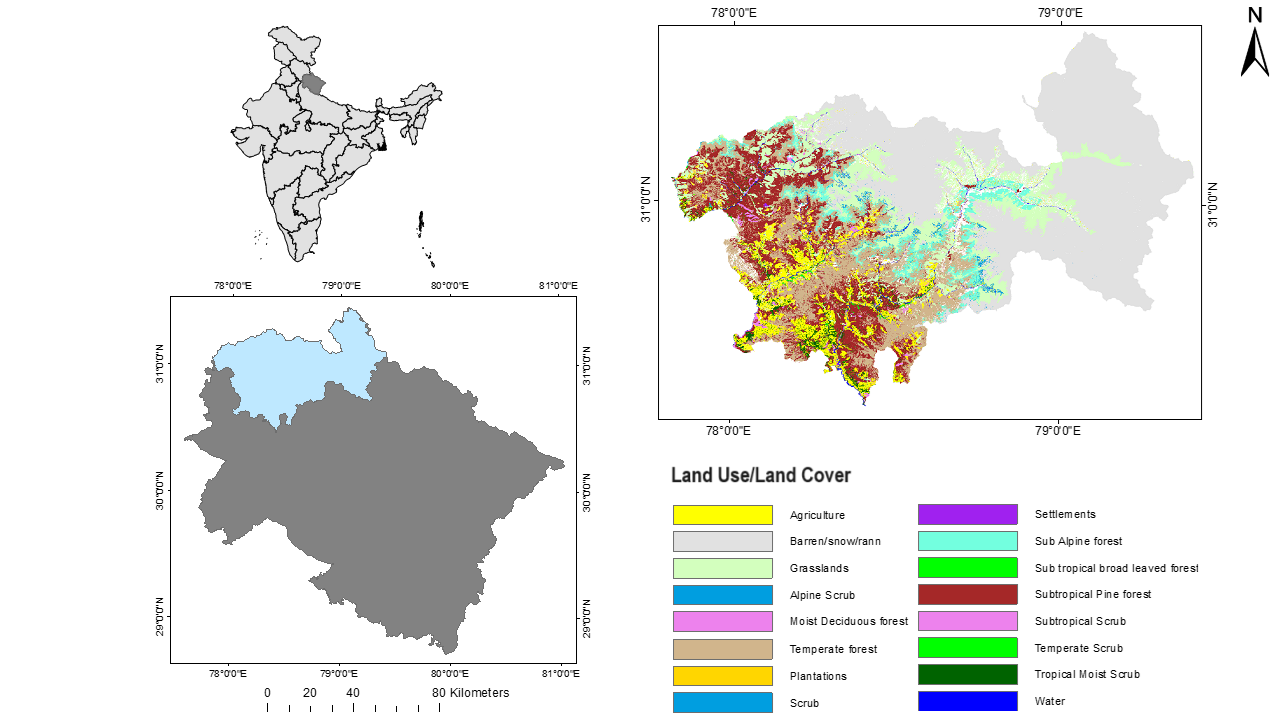 78°0'0"E 79°0'0"E
N
31°0'0"N 31°0'0"N
78°0'0"E 79°0'0"E
78°0'0"E 79°0'0"E 80°0'0"E 81°0'0"E
31°0'0"N 31°0'0"N
30°0'0"N 30°0'0"N
29°0'0"N 29°0'0"N
78°0'0"E 79°0'0"E 80°0'0"E 81°0'0"E
0 20 40 80 Kilometers
Land Use/Land Cover
Agriculture
Barren/snow/rann
Grasslands
Alpine Scrub
Moist Deciduous forest
Temperate forest
Plantations
Scrub
Settlements
Sub Alpine forest
Sub tropical broad leaved forest
Subtropical Pine forest
Subtropical Scrub
Temperate Scrub
Tropical Moist Scrub
Water